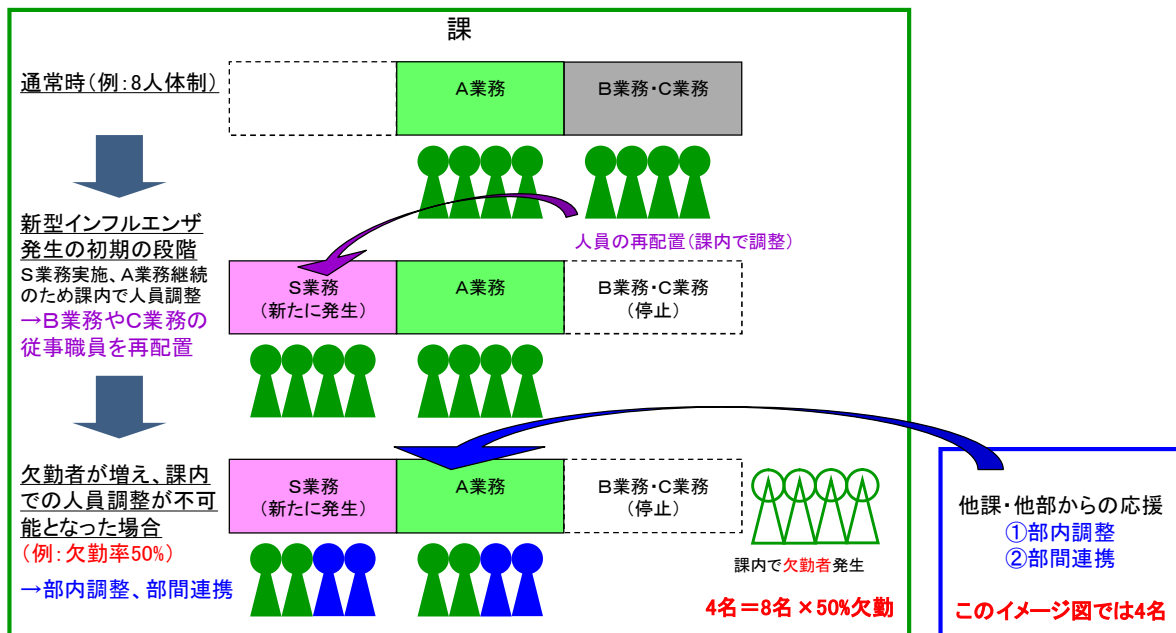 課
通常時(例:8人体制)
A業務
B業務・C業務
新型インフルエンザ
発生の初期の段階
S業務実施、A業務継続
のため課内で人員調整
→B業務やC業務の
従事職員を再配置
人員の再配置(課内で調整)
S業務
(新たに発生)
A業務
B業務・C業務
(停止)
欠勤者が増え、課内
での人員調整が不可
能となった場合
(例:欠勤率50%)
→部内調整、部間連携
S業務
(新たに発生)
A業務
B業務・C業務
(停止)
課内で欠勤者発生
4名=8名×50%欠勤
他課・他部からの応援
①部内調整
②部間連携
このイメージ図では4名